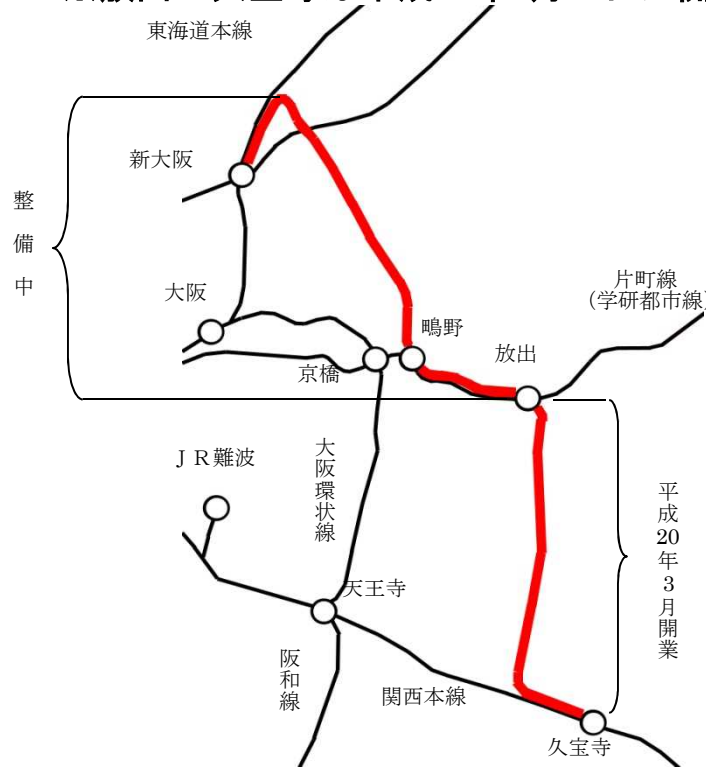 東海道本線
新大阪
整備中
大阪
片町線
(学研都市線)
鴫野
放出
京橋
大阪環状線
ＪＲ難波
平成20年3月開業
天王寺
阪和線
関西本線
久宝寺